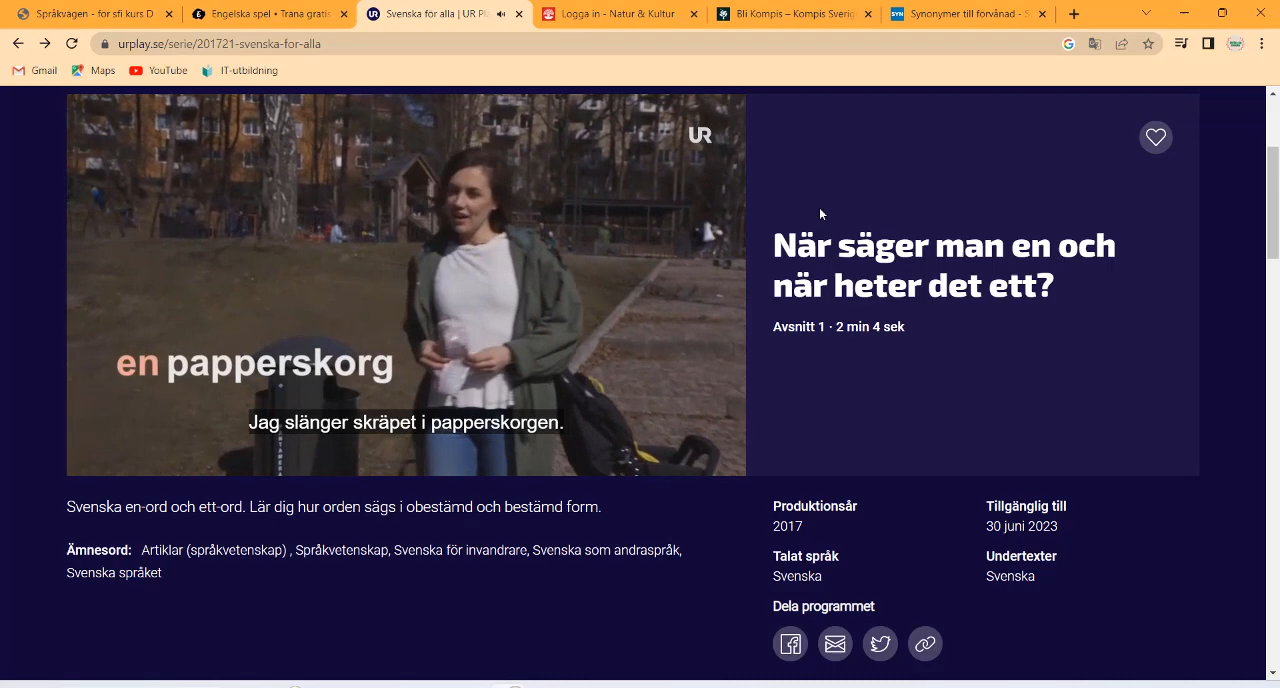 Språkvägen - för sfi kurs D
Engelska spel • Träna gratis
Svenska för alla | UR Pl
Logga in - Natur & Kultur
Bli Kompis – Kompis Sverige
Synonymer till förvånad - S
urplay.se/serie/201721-svenska-for-alla
Gmail
Maps
YouTube
IT-utbildning
UR
en papperskorg
Jag slänger skräpet i papperskorgen.
När säger man en och
när heter det ett?
Avsnitt 1 · 2 min 4 sek
Svenska en-ord och ett-ord. Lär dig hur orden sägs i obestämd och bestämd form.
Ämnesord: Artiklar (språkvetenskap) , Språkvetenskap, Svenska för invandrare, Svenska som andraspråk,
Svenska språket
Produktionsår
2017
Tillgänglig till
30 juni 2023
Talat språk
Svenska
Undertexter
Svenska
Dela programmet